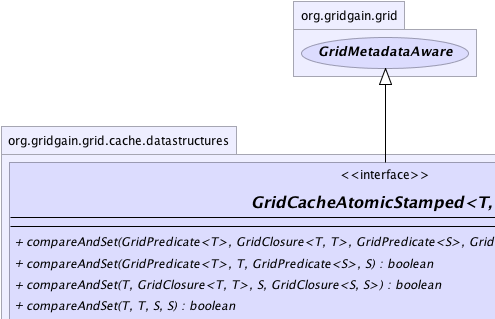 org.gridgain.grid
GridMetadataAware
org.gridgain.grid.cache.datastructures
<<interface>>
GridCacheAtomicStamped<T,
+ compareAndSet(GridPredicate<T>, GridClosure<T, T>, GridPredicate<S>, Grid
+ compareAndSet(GridPredicate<T>, T, GridPredicate<S>, S) : boolean
+ compareAndSet(T, GridClosure<T, T>, S, GridClosure<S, S>) : boolean
+ compareAndSet(T, T, S, S) : boolean